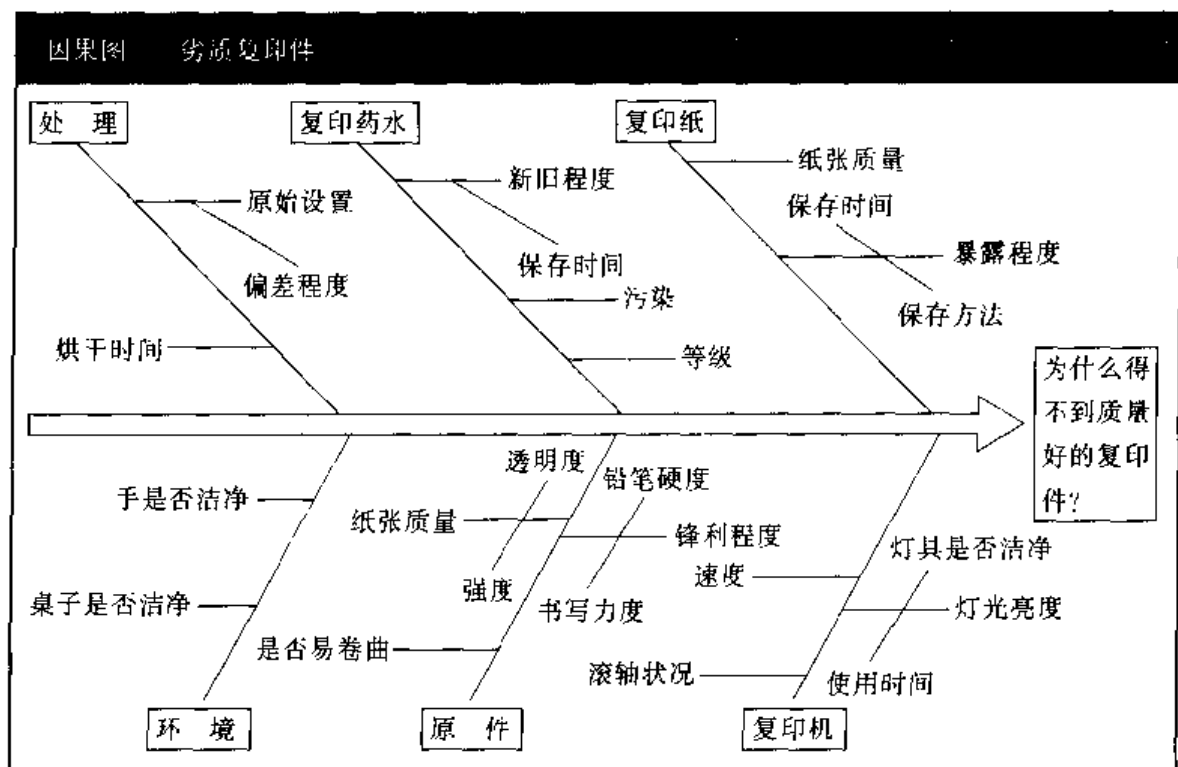 因果图 劣质复印件
处 理
复印药水
复印纸
原始设置
偏差程度
烘干时间
新旧程度
保存时间
污染
等级
纸张质量
保存时间
暴露程度
保存方法
为什么得
不到质量
好的复印
件?
手是否洁净
桌子是否洁净
环 境
透明度
纸张质量
强度
铅笔硬度
锋利程度
书写力度
是否易卷曲
原 件
灯具是否洁净
速度
灯光亮度
使用时间
滚轴状况
复印机